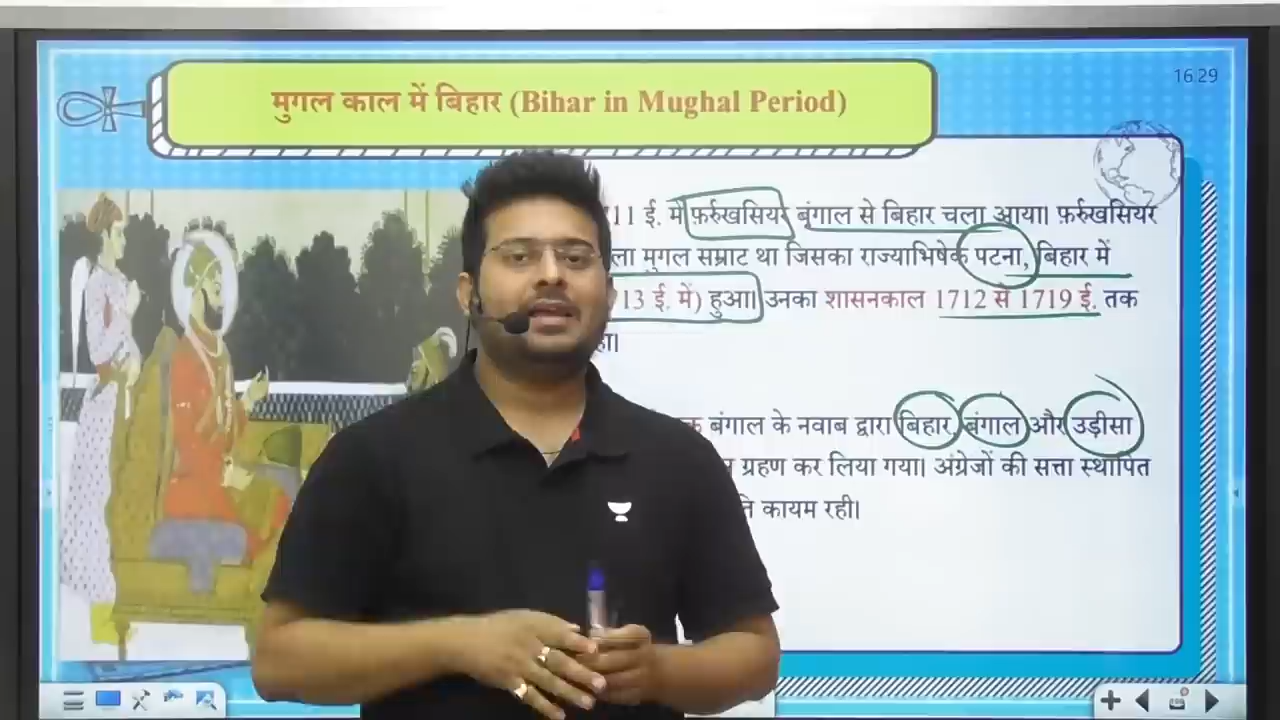 16:29
मुगल काल में बिहार (Bihar in Mughal Period)
11 ई. में फ़र्रुखसियर बंगाल से बिहार चला आया। फ़र्रुखसियर
ला मुगल सम्राट था जिसका राज्याभिषेक पटना, बिहार में
13 ई. में) हुआ। उनका शासनकाल 1712 से 1719 ई. तक
हा।
क बंगाल के नवाब द्वारा बिहार, बंगाल और उड़ीसा
ग्रहण कर लिया गया। अंग्रेजों की सत्ता स्थापित
कायम रही।